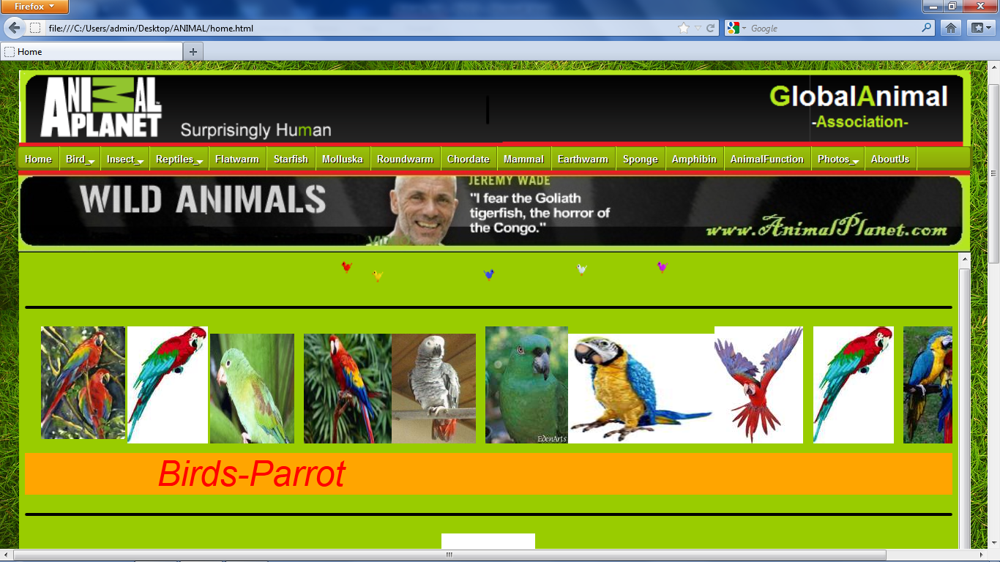 Firefox
file:///C:/Users/admin/Desktop/ANIMAL/home.html
Google
Home
ANIMAL
PLANET
Surprisingly Human
GlobalAnimal
-Association-
Home Bird Insect Reptiles Flatwarm Starfish Molluska Roundwarm Chordate Mammal Earthwarm Sponge Amphibin AnimalFunction Photos AboutUs
WILD ANIMALS
JEREMY WADE
"I fear the Goliath
tigerfish, the horror of
the Congo."
www.AnimalPlanet.com
EdenArts
Birds-Parrot